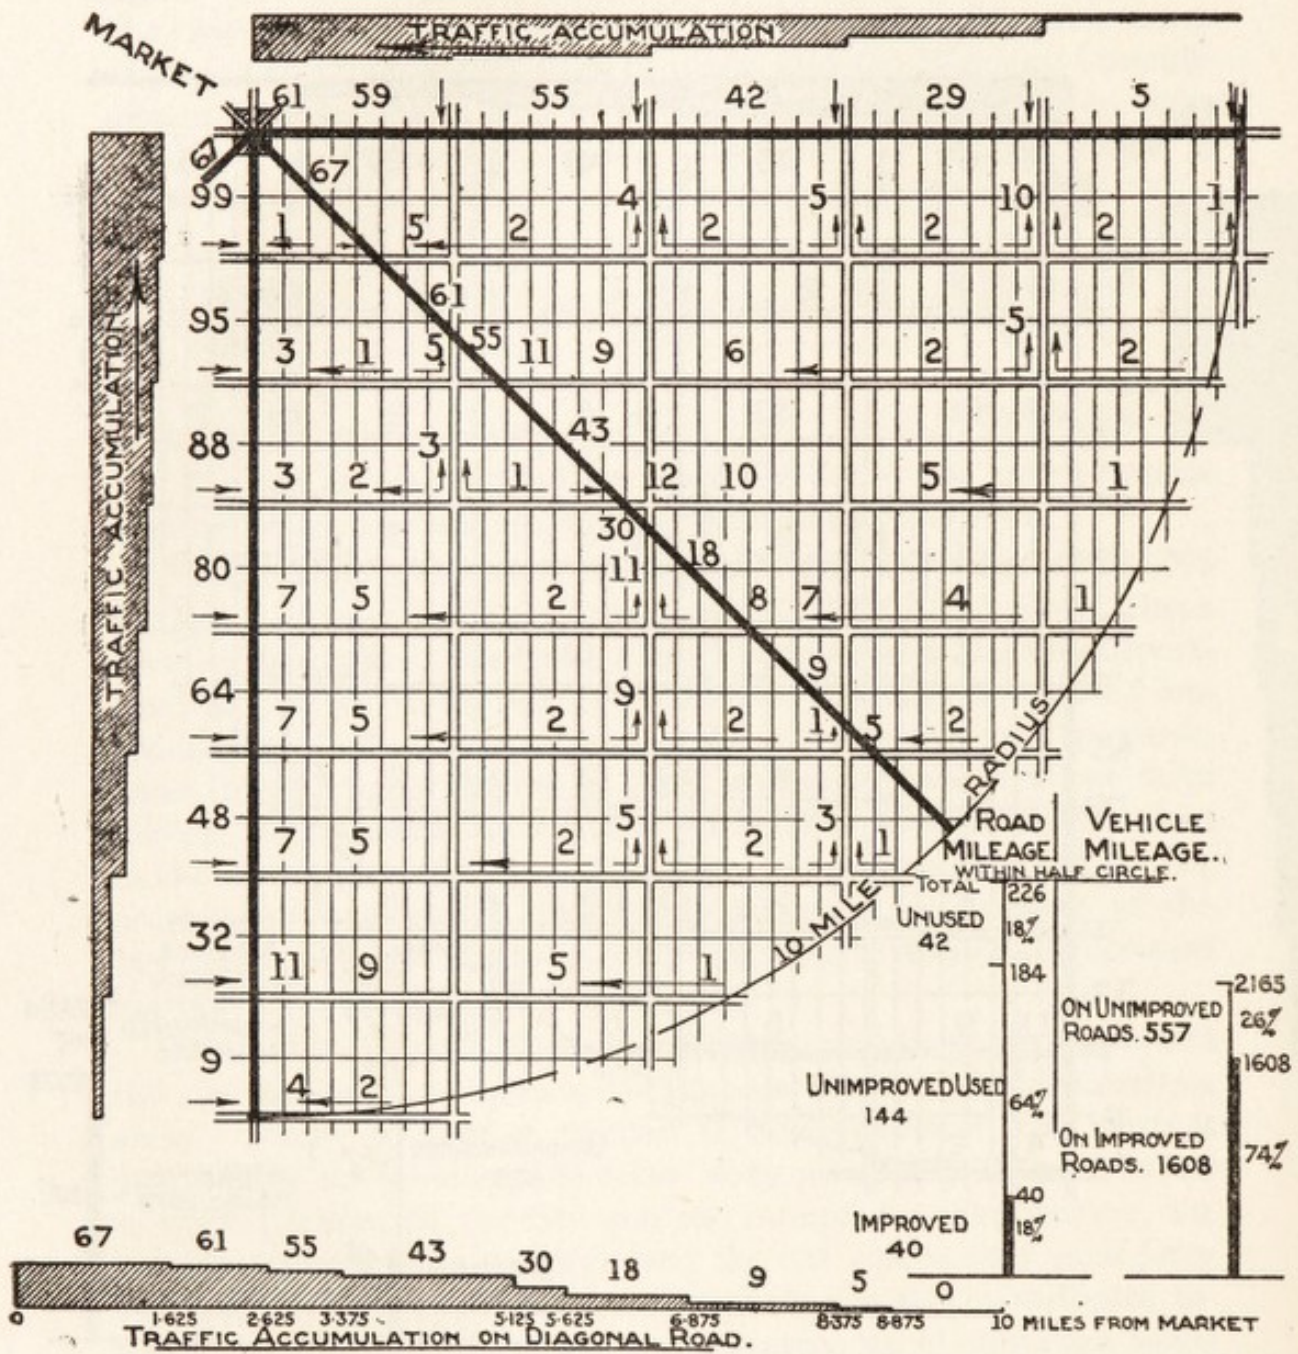 TRAFFIC ACCUMULATION
MARKET
61 59 55 42 29 5
67
67
99 4 5 10 1
1 5 2 2 2 2
61
95 5
55
3 1 5 11 9 6 2 2
43
88 3
3 2 1 12 10 5 1
30
18
80 11
7 5 2 8 7 4 1
9
64 9
7 5 2 2 1 5 2
48 5 3
7 5 2 2 1
32
11 9 5 1
9
4 2
TRAFFIC ACCUMULATION
10 MILE RADIUS
ROAD MILEAGE.
VEHICLE MILEAGE.
WITHIN HALF CIRCLE.
TOTAL 226
UNUSED 42
18%
184
UNIMPROVED USED 144
64%
40
IMPROVED 40
18%
2165
ON UNIMPROVED ROADS. 557
26%
1608
ON IMPROVED ROADS. 1608
74%
67 61 55 43 30 18 9 5 0
0 1·625 2·625 3·375 5·125 5·625 6·875 8·375 8·875 10 MILES FROM MARKET
TRAFFIC ACCUMULATION ON DIAGONAL ROAD.